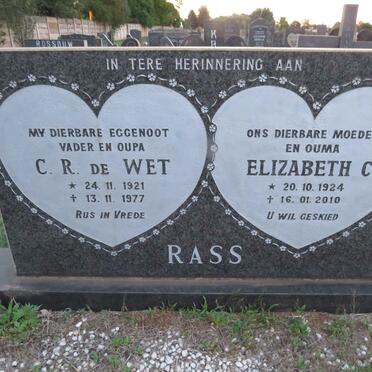 ROSSOUW
IN TERE HERINNERING AAN
MY DIERBARE EGGENOOT
VADER EN OUPA
C. R. DE WET
★ 24. 11. 1921
✝ 13. 11. 1977
RUS IN VREDE
ONS DIERBARE MOEDE
EN OUMA
ELIZABETH C
★ 20. 10. 1924
✝ 16. 01. 2010
U WIL GESKIED
RASS